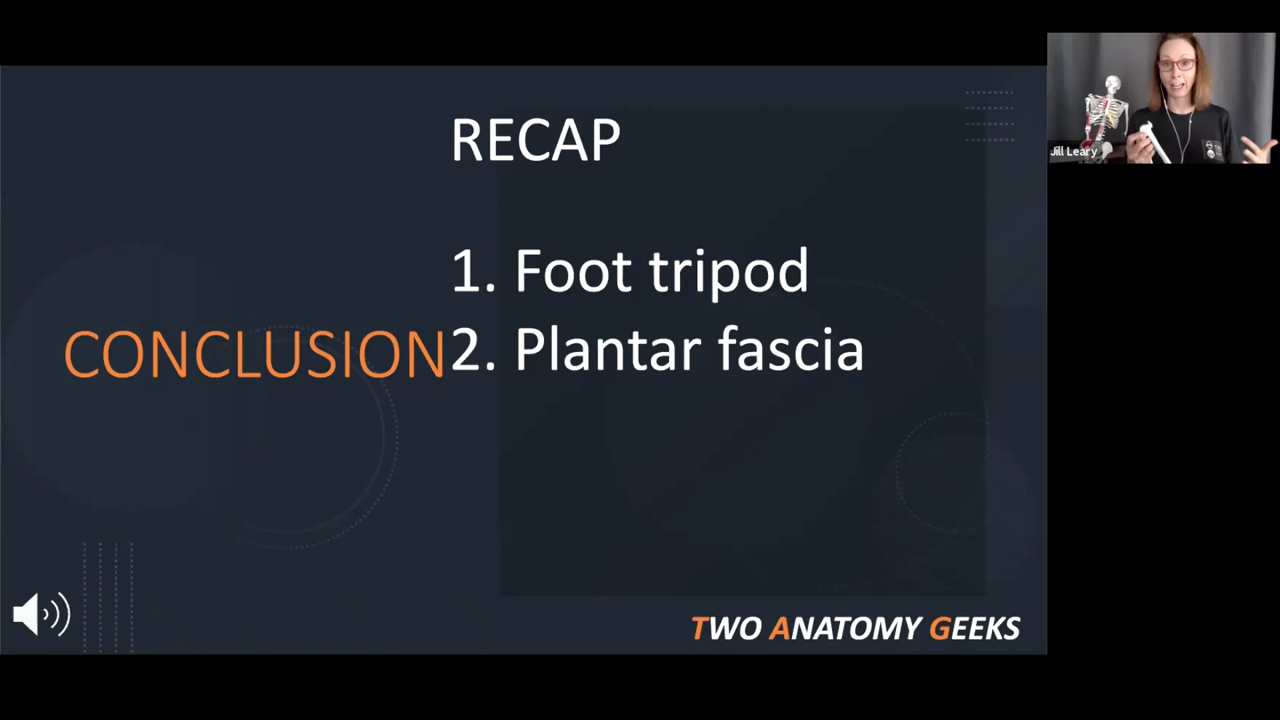 RECAP
1. Foot tripod
CONCLUSION
2. Plantar fascia
TWO ANATOMY GEEKS
Jill Leary